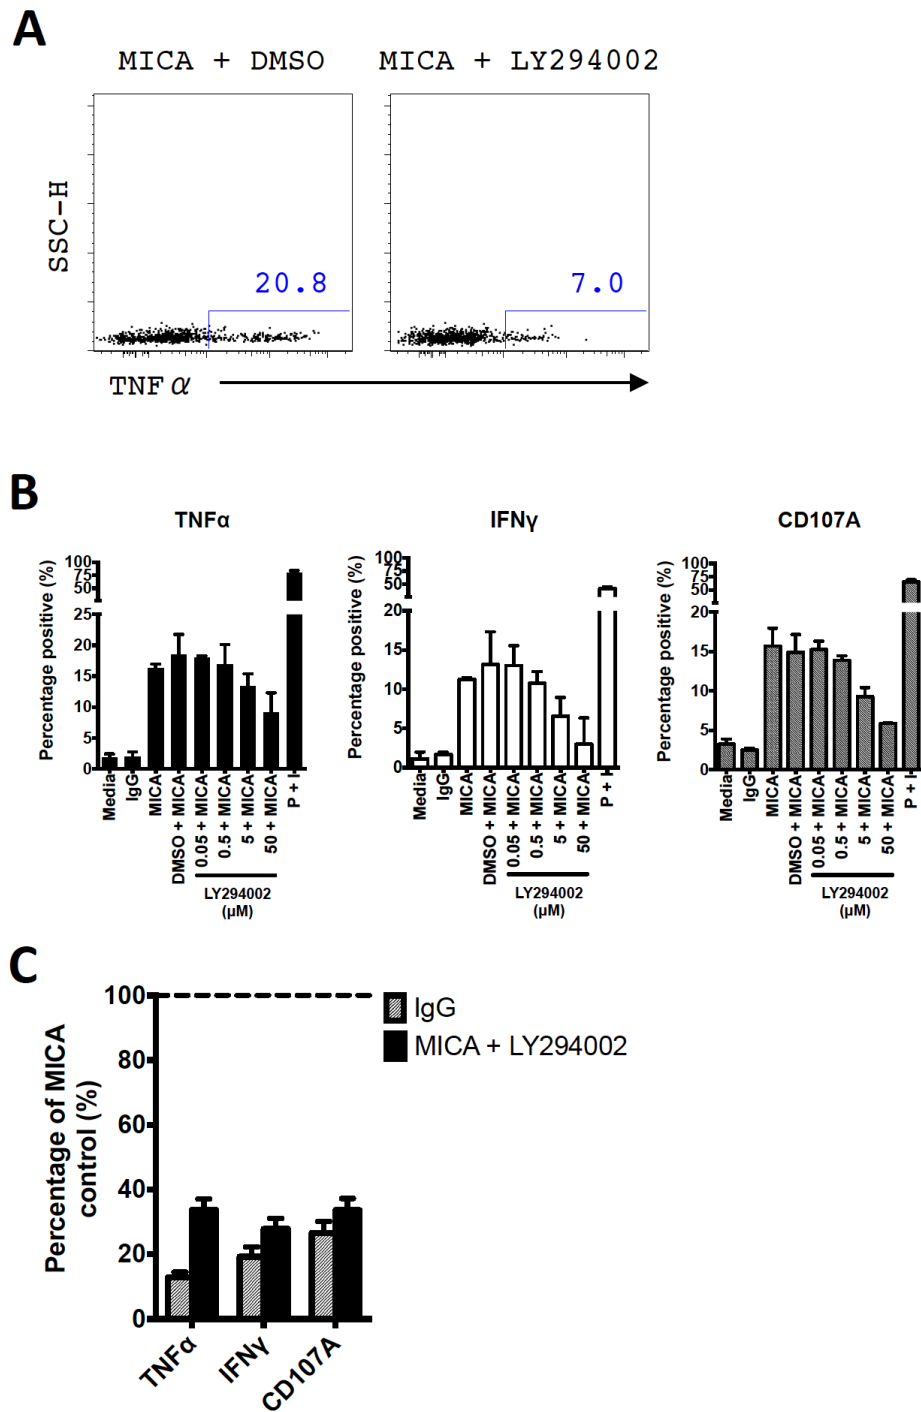 A
MICA + DMSO
MICA + LY294002
SSC-H
20.8
7.0
TNFα
B
TNFα
Percentage positive (%)
100
75
50
25
20
15
10
5
0
Media
IgG
MICA
DMSO + MICA
0.05 + MICA
0.5 + MICA
5 + MICA
50 + MICA
P + I
LY294002
(µM)
IFNγ
Percentage positive (%)
100
75
50
20
15
10
5
0
Media
IgG
MICA
DMSO + MICA
0.05 + MICA
0.5 + MICA
5 + MICA
50 + MICA
P + I
LY294002
(µM)
CD107A
Percentage positive (%)
100
75
50
20
15
10
5
0
Media
IgG
MICA
DMSO + MICA
0.05 + MICA
0.5 + MICA
5 + MICA
50 + MICA
P + I
LY294002
(µM)
C
Percentage of MICA
control (%)
100
80
60
40
20
0
TNFα
IFNγ
CD107A
IgG
MICA + LY294002